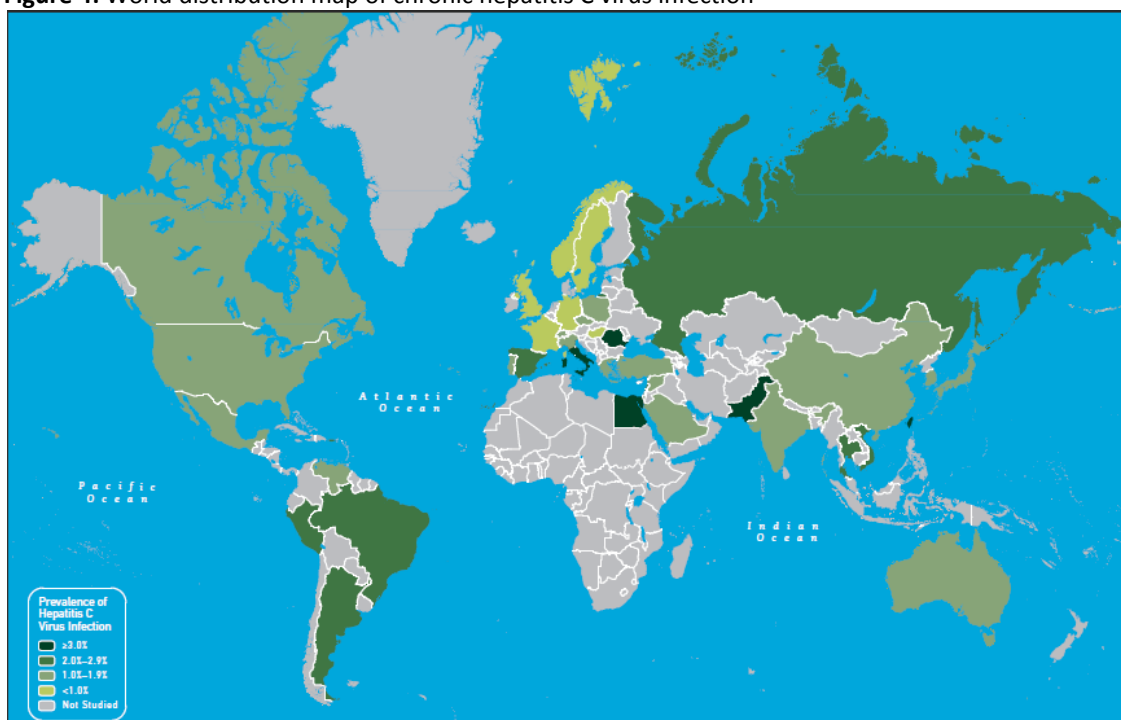 Figure 4. World distribution map of chronic hepatitis C virus infection
Atlantic
Ocean
Pacific
Ocean
Indian
Ocean
Prevalence of
Hepatitis C
Virus Infection
≥3.0%
2.0%–2.9%
1.0%–1.9%
<1.0%
Not Studied